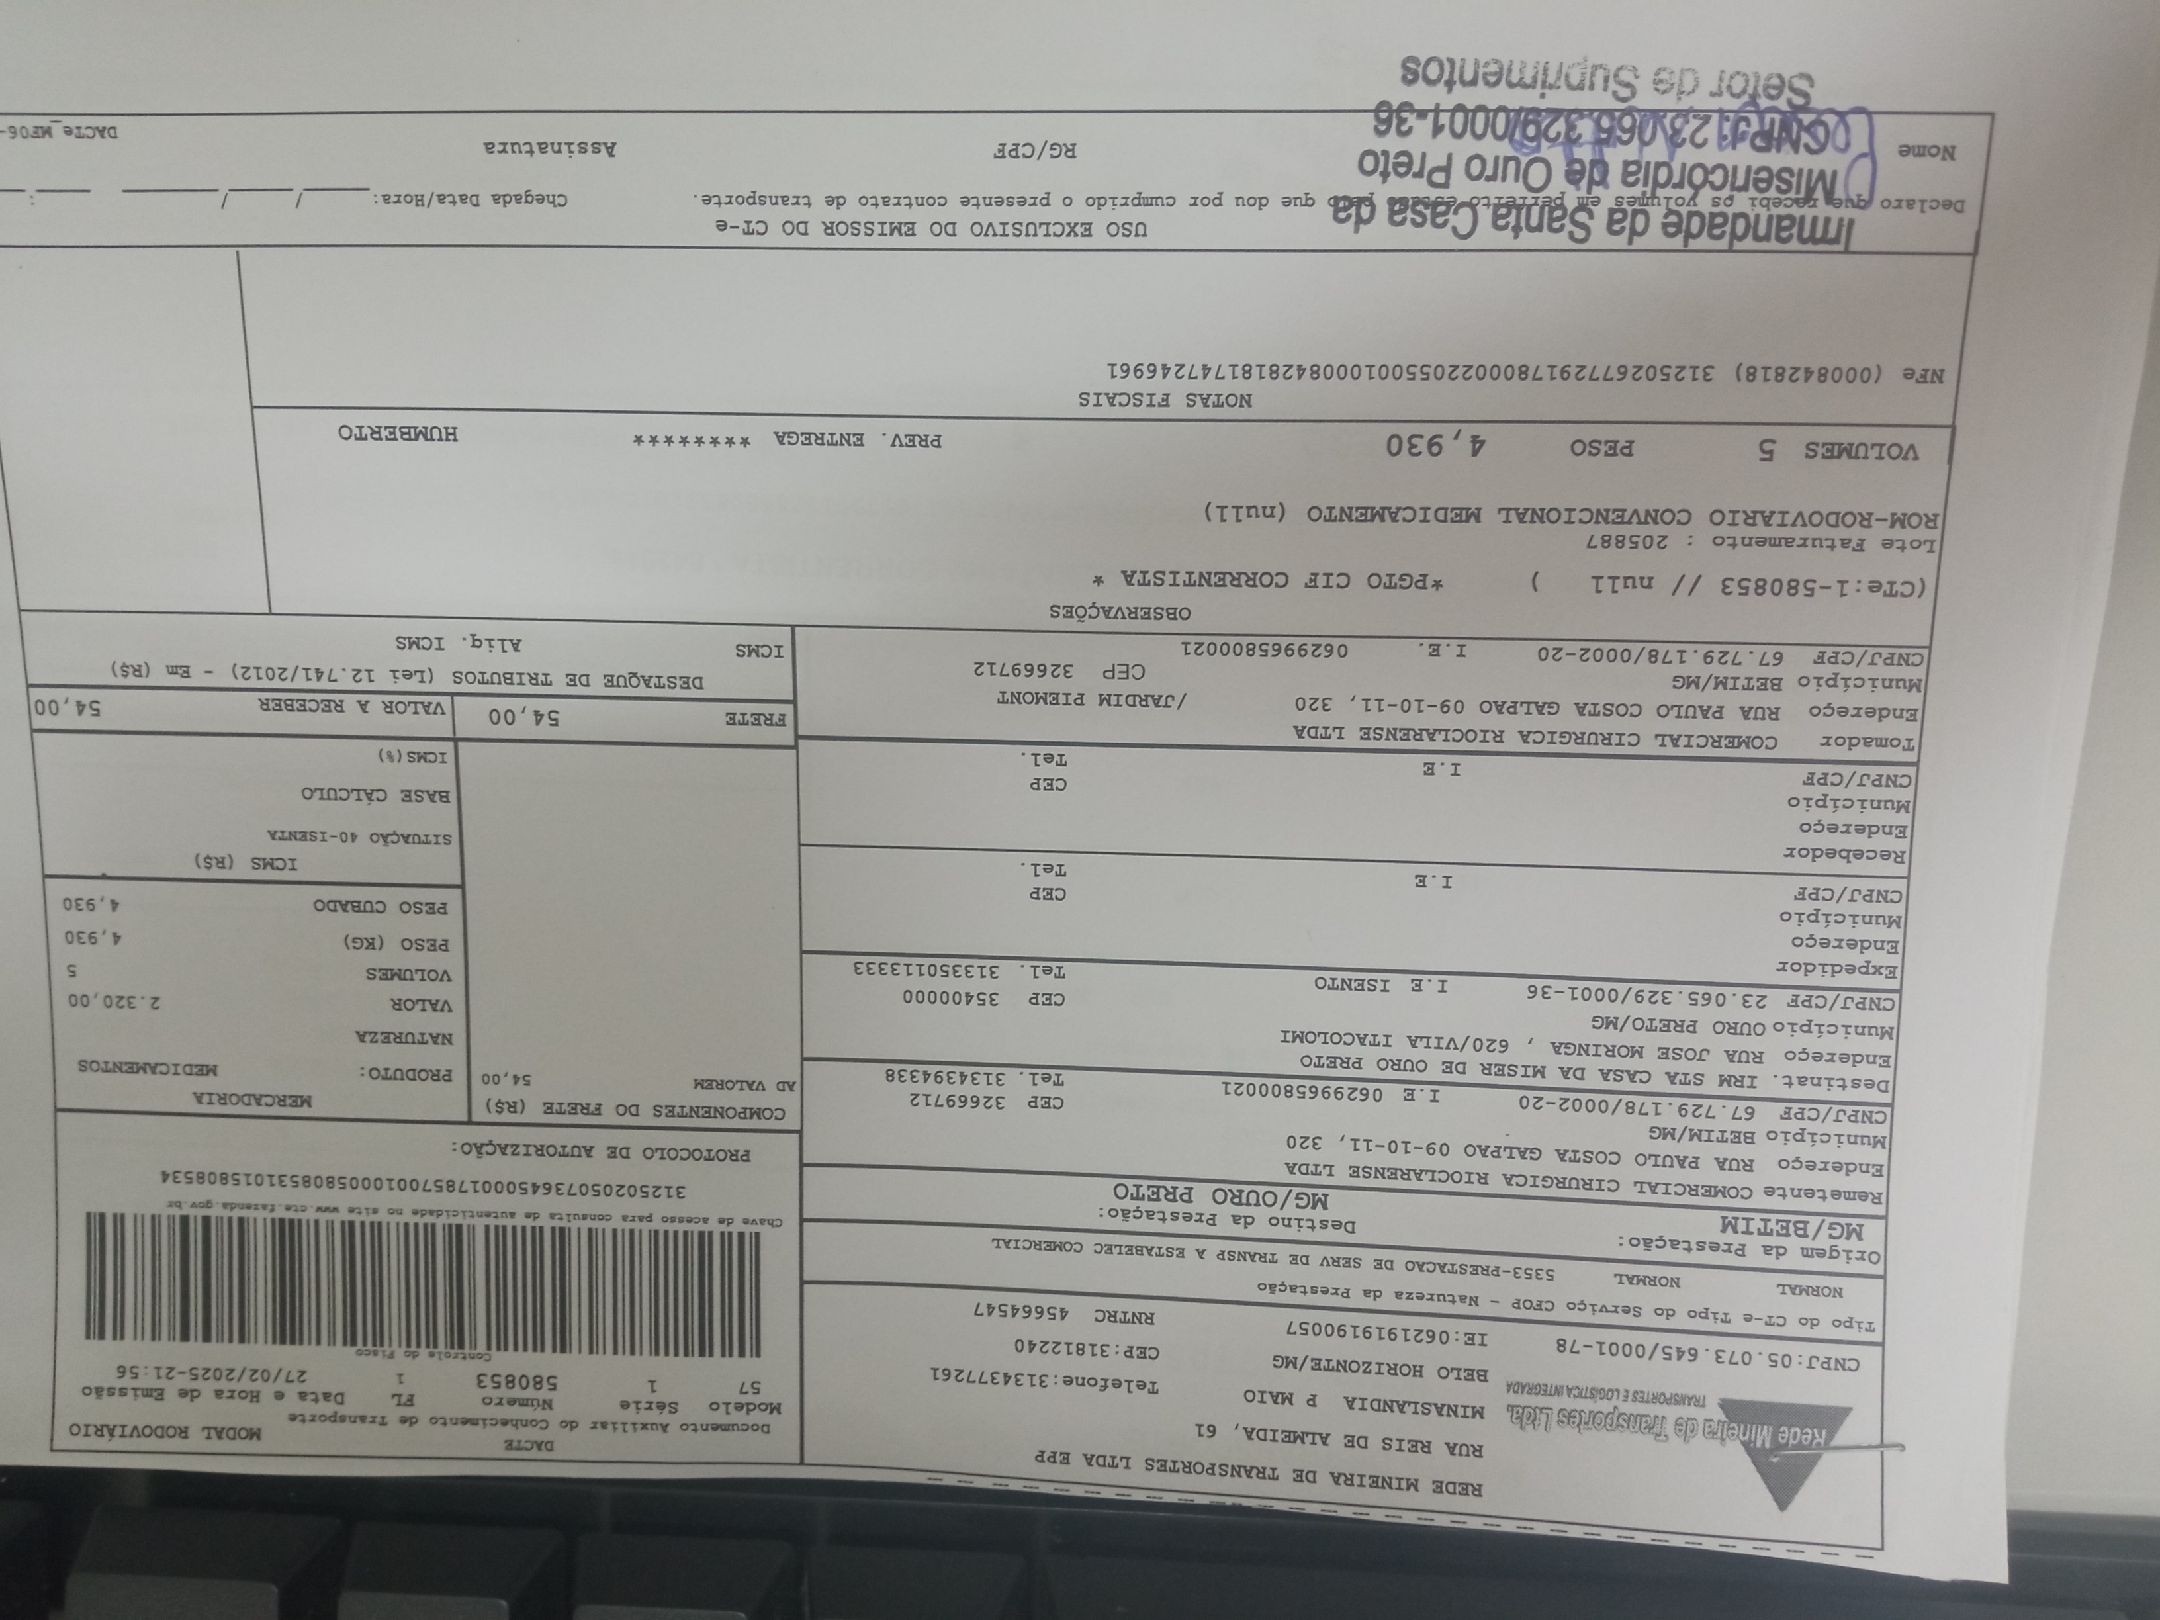 REDE MINEIRA DE TRANSPORTES LTDA EPP
Rede Mineira de Transportes Ltda.
TRANSPORTES E LOGÍSTICA INTEGRADA
RUA REIS DE ALMEIDA, 61
MINASLANDIA P MAIO Telefone:3134377261
BELO HORIZONTE/MG CEP:31812240
CNPJ:05.073.645/0001-78 IE:0621919190057 RNTRC 45664547
DACTE MODAL RODOVIÁRIO
Documento Auxiliar do Conhecimento de Transporte
Modelo Série Número FL Data e Hora de Emissão
57 1 580853 1 27/02/2025-21:56
Controle do Fisco
Chave de acesso para consulta de autenticidade no site www.cte.fazenda.gov.br
31250205073645000178570010005808531015808534
PROTOCOLO DE AUTORIZAÇÃO:
Tipo do CT-e Tipo do Serviço CFOP - Natureza da Prestação
NORMAL NORMAL 5353-PRESTACAO DE SERV DE TRANSP A ESTABELEC COMERCIAL
Origem da Prestação: Destino da Prestação:
MG/BETIM MG/OURO PRETO
Remetente COMERCIAL CIRURGICA RIOCLARENSE LTDA
Endereço RUA PAULO COSTA GALPAO 09-10-11, 320
Município BETIM/MG CEP 32669712
CNPJ/CPF 67.729.178/0002-20 I.E 0629965800021 Tel. 3134394338
Destinat. IRM STA CASA DA MISER DE OURO PRETO
Endereço RUA JOSE MORINGA , 620/VILA ITACOLOMI
Município OURO PRETO/MG CEP 35400000
CNPJ/CPF 23.065.329/0001-36 I.E ISENTO Tel. 313350113333
Expedidor
Endereço
Município CEP
CNPJ/CPF I.E Tel.
Recebedor
Endereço
Município CEP
CNPJ/CPF I.E Tel.
Tomador COMERCIAL CIRURGICA RIOCLARENSE LTDA
Endereço RUA PAULO COSTA GALPAO 09-10-11, 320 /JARDIM PIEMONT
Município BETIM/MG CEP 32669712
CNPJ/CPF 67.729.178/0002-20 I.E. 0629965800021
COMPONENTES DO FRETE (R$)
AD VALOREM 54,00
MERCADORIA
PRODUTO: MEDICAMENTOS
NATUREZA
VALOR 2.320,00
VOLUMES 5
PESO (KG) 4,930
PESO CUBADO 4,930
ICMS (R$)
SITUAÇÃO 40-ISENTA
BASE CÁLCULO
ICMS(%)
FRETE 54,00 VALOR A RECEBER 54,00
DESTAQUE DE TRIBUTOS (Lei 12.741/2012) - Em (R$)
ICMS Aliq. ICMS
OBSERVAÇÕES
(CTe:1-580853 // null ) *PGTO CIF CORRENTISTA *
Lote Faturamento : 205887
ROM-RODOVIARIO CONVENCIONAL MEDICAMENTO (null)
VOLUMES 5 PESO 4,930 PREV. ENTREGA ********* HUMBERTO
NOTAS FISCAIS
NFe (000842818) 31250267729178000220550010008428181747246961
USO EXCLUSIVO DO EMISSOR DO CT-e
Declaro que recebi os volumes em perfeito estado pelo que dou por cumprido o presente contrato de transporte. Chegada Data/Hora: ____/____/____ __:
Nome RG/CPF Assinatura
DACTe_MF06-
Irmandade da Santa Casa da
Misericórdia de Ouro Preto
CNPJ: 23.065.329/0001-36
Setor de Suprimentos